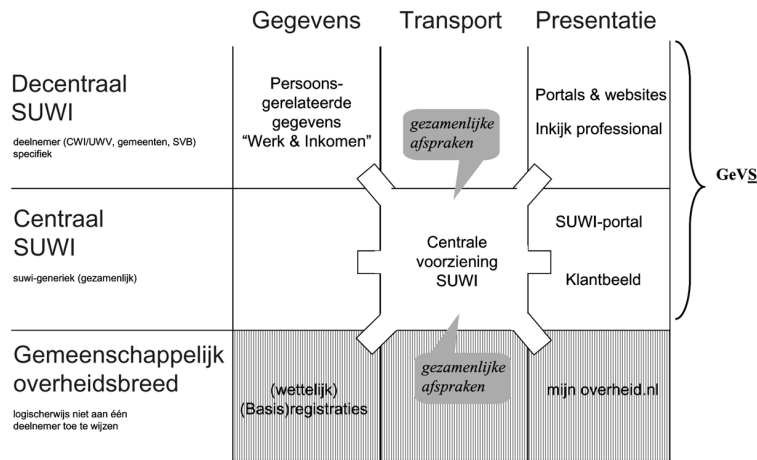 Gegevens
Transport
Presentatie
Decentraal
SUWI
deelnemer (CWI/UWV, gemeenten, SVB)
specifiek
Persoons-
gerelateerde
gegevens
“Werk & Inkomen”
gezamenlijke
afspraken
Portals & websites
Inkijk professional
GeVS
Centraal
SUWI
suwi-generiek (gezamenlijk)
Centrale
voorziening
SUWI
SUWI-portal
Klantbeeld
Gemeenschappelijk
overheidsbreed
logischerwijs niet aan één
deelnemer toe te wijzen
(wettelijk)
(Basis)registraties
gezamenlijke
afspraken
mijn overheid.nl